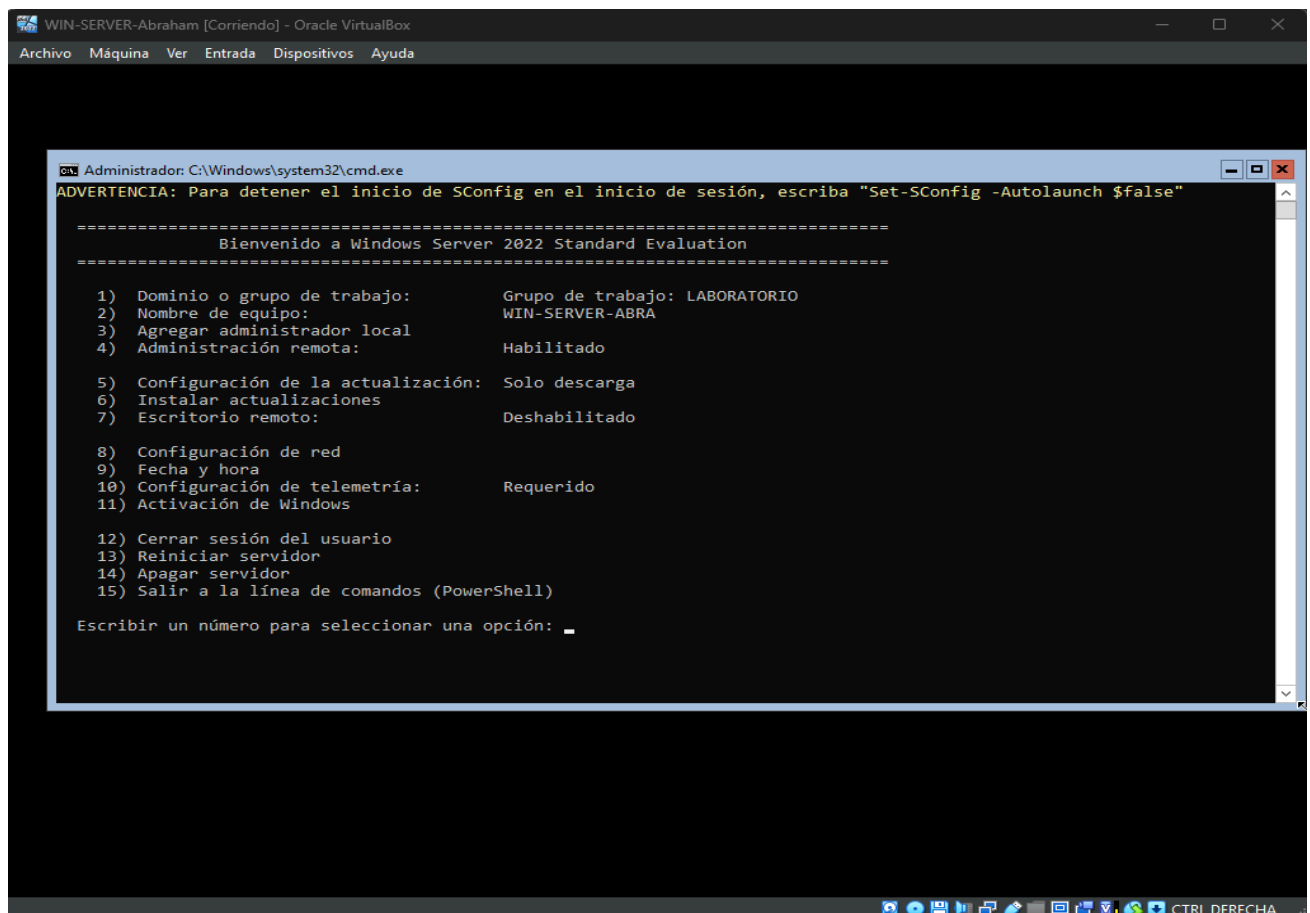 WIN-SERVER-Abraham [Corriendo] - Oracle VirtualBox
Archivo Máquina Ver Entrada Dispositivos Ayuda
Administrador: C:\Windows\system32\cmd.exe
ADVERTENCIA: Para detener el inicio de SConfig en el inicio de sesión, escriba "Set-SConfig -Autolaunch $false"
================================================================================
Bienvenido a Windows Server 2022 Standard Evaluation
================================================================================
1) Dominio o grupo de trabajo: Grupo de trabajo: LABORATORIO
2) Nombre de equipo: WIN-SERVER-ABRA
3) Agregar administrador local
4) Administración remota: Habilitado
5) Configuración de la actualización: Solo descarga
6) Instalar actualizaciones
7) Escritorio remoto: Deshabilitado
8) Configuración de red
9) Fecha y hora
10) Configuración de telemetría: Requerido
11) Activación de Windows
12) Cerrar sesión del usuario
13) Reiniciar servidor
14) Apagar servidor
15) Salir a la línea de comandos (PowerShell)
Escribir un número para seleccionar una opción:
CTRL DERECHA